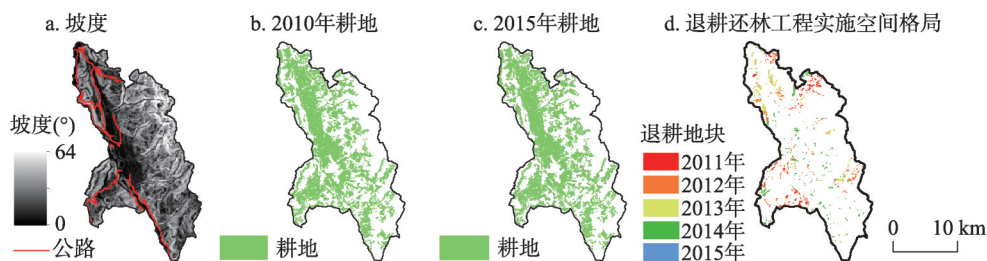 a. 坡度
坡度(°)
64
0
公路
b. 2010年耕地
耕地
c. 2015年耕地
耕地
d. 退耕还林工程实施空间格局
退耕地块
2011年
2012年
2013年
2014年
2015年
0 10 km